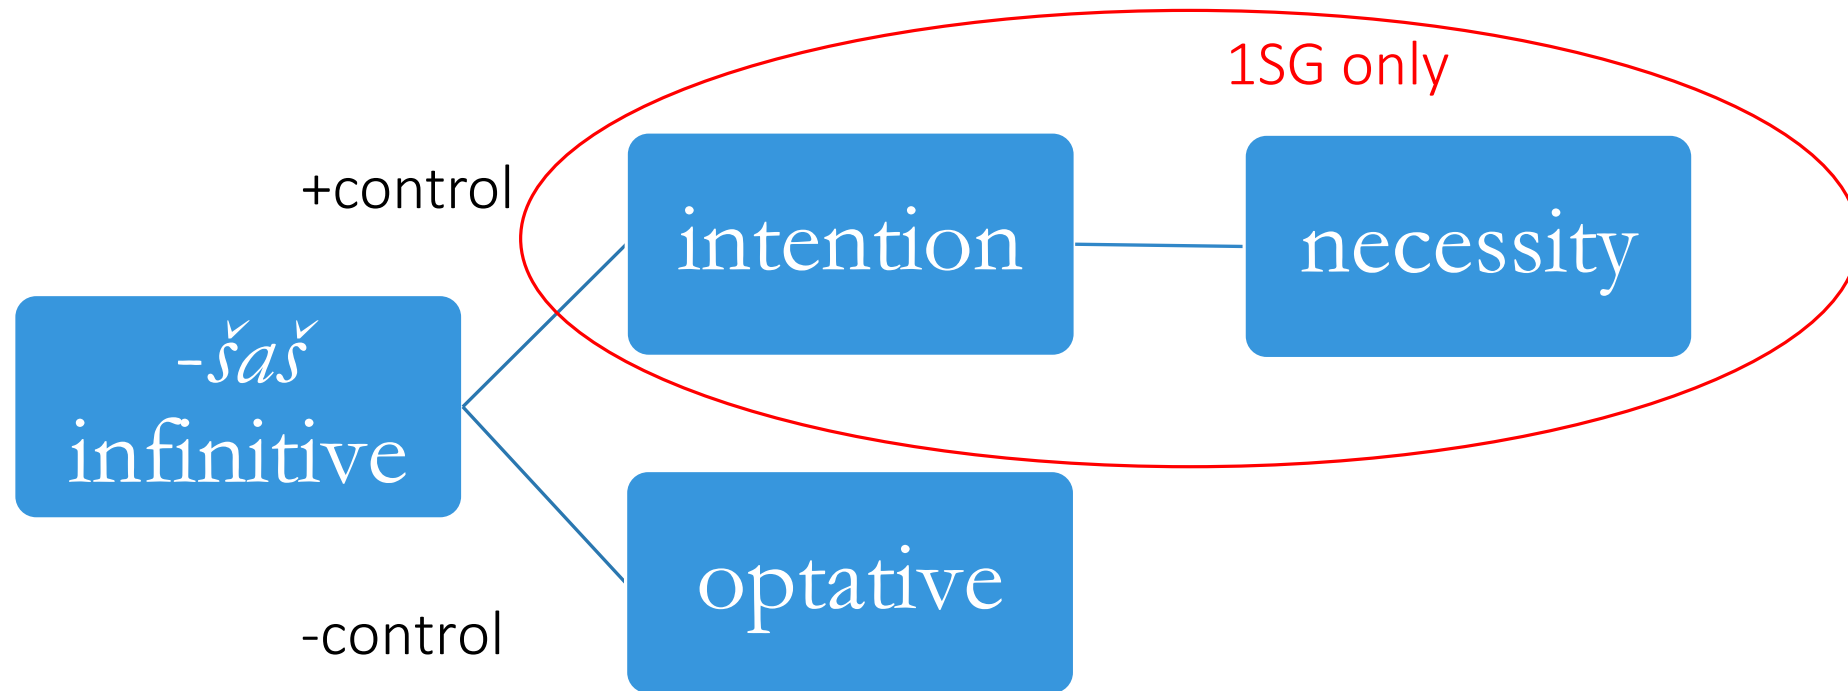 1SG only
+control
intention
necessity
-šaš
infinitive
optative
-control